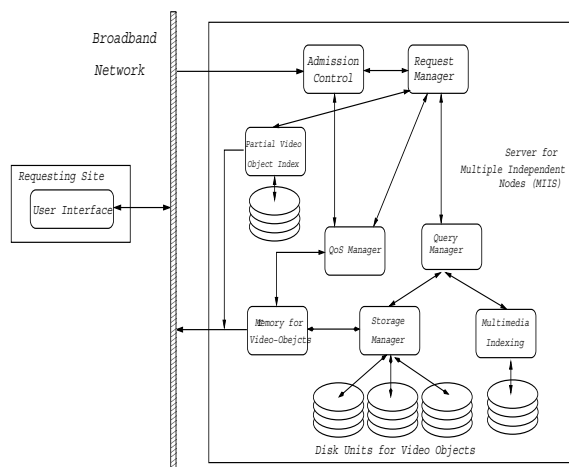 Broadband
Network
Admission
Control
Request
Manager
Partial Video
Object Index
Server for
Multiple Independent
Nodes (MIIS)
Requesting Site
User Interface
QoS Manager
Query
Manager
Memory for
Video-Obejcts
Storage
Manager
Multimedia
Indexing
Disk Units for Video Objects